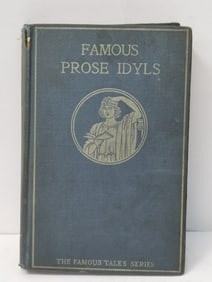 FAMOUS
PROSE IDYLS
THE FAMOUS TALES SERIES